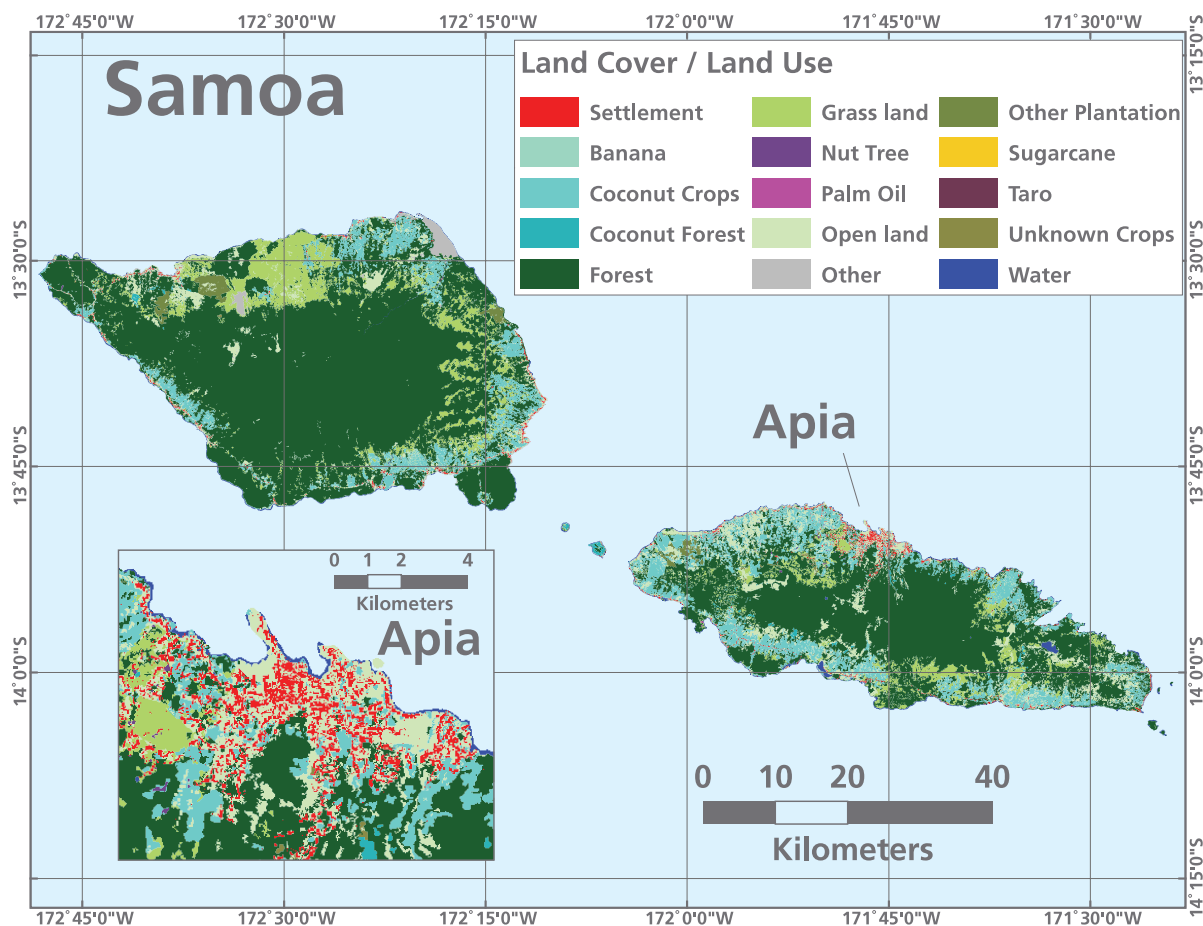 172°45'0"W 172°30'0"W 172°15'0"W 172°0'0"W 171°45'0"W 171°30'0"W
Samoa
Land Cover / Land Use
Settlement Grass land Other Plantation
Banana Nut Tree Sugarcane
Coconut Crops Palm Oil Taro
Coconut Forest Open land Unknown Crops
Forest Other Water
13°15'0"S
13°30'0"S 13°30'0"S
Apia
13°45'0"S 13°45'0"S
0 1 2 4
Kilometers
Apia
14°0'0"S 14°0'0"S
0 10 20 40
Kilometers
14°15'0"S
172°45'0"W 172°30'0"W 172°15'0"W 172°0'0"W 171°45'0"W 171°30'0"W